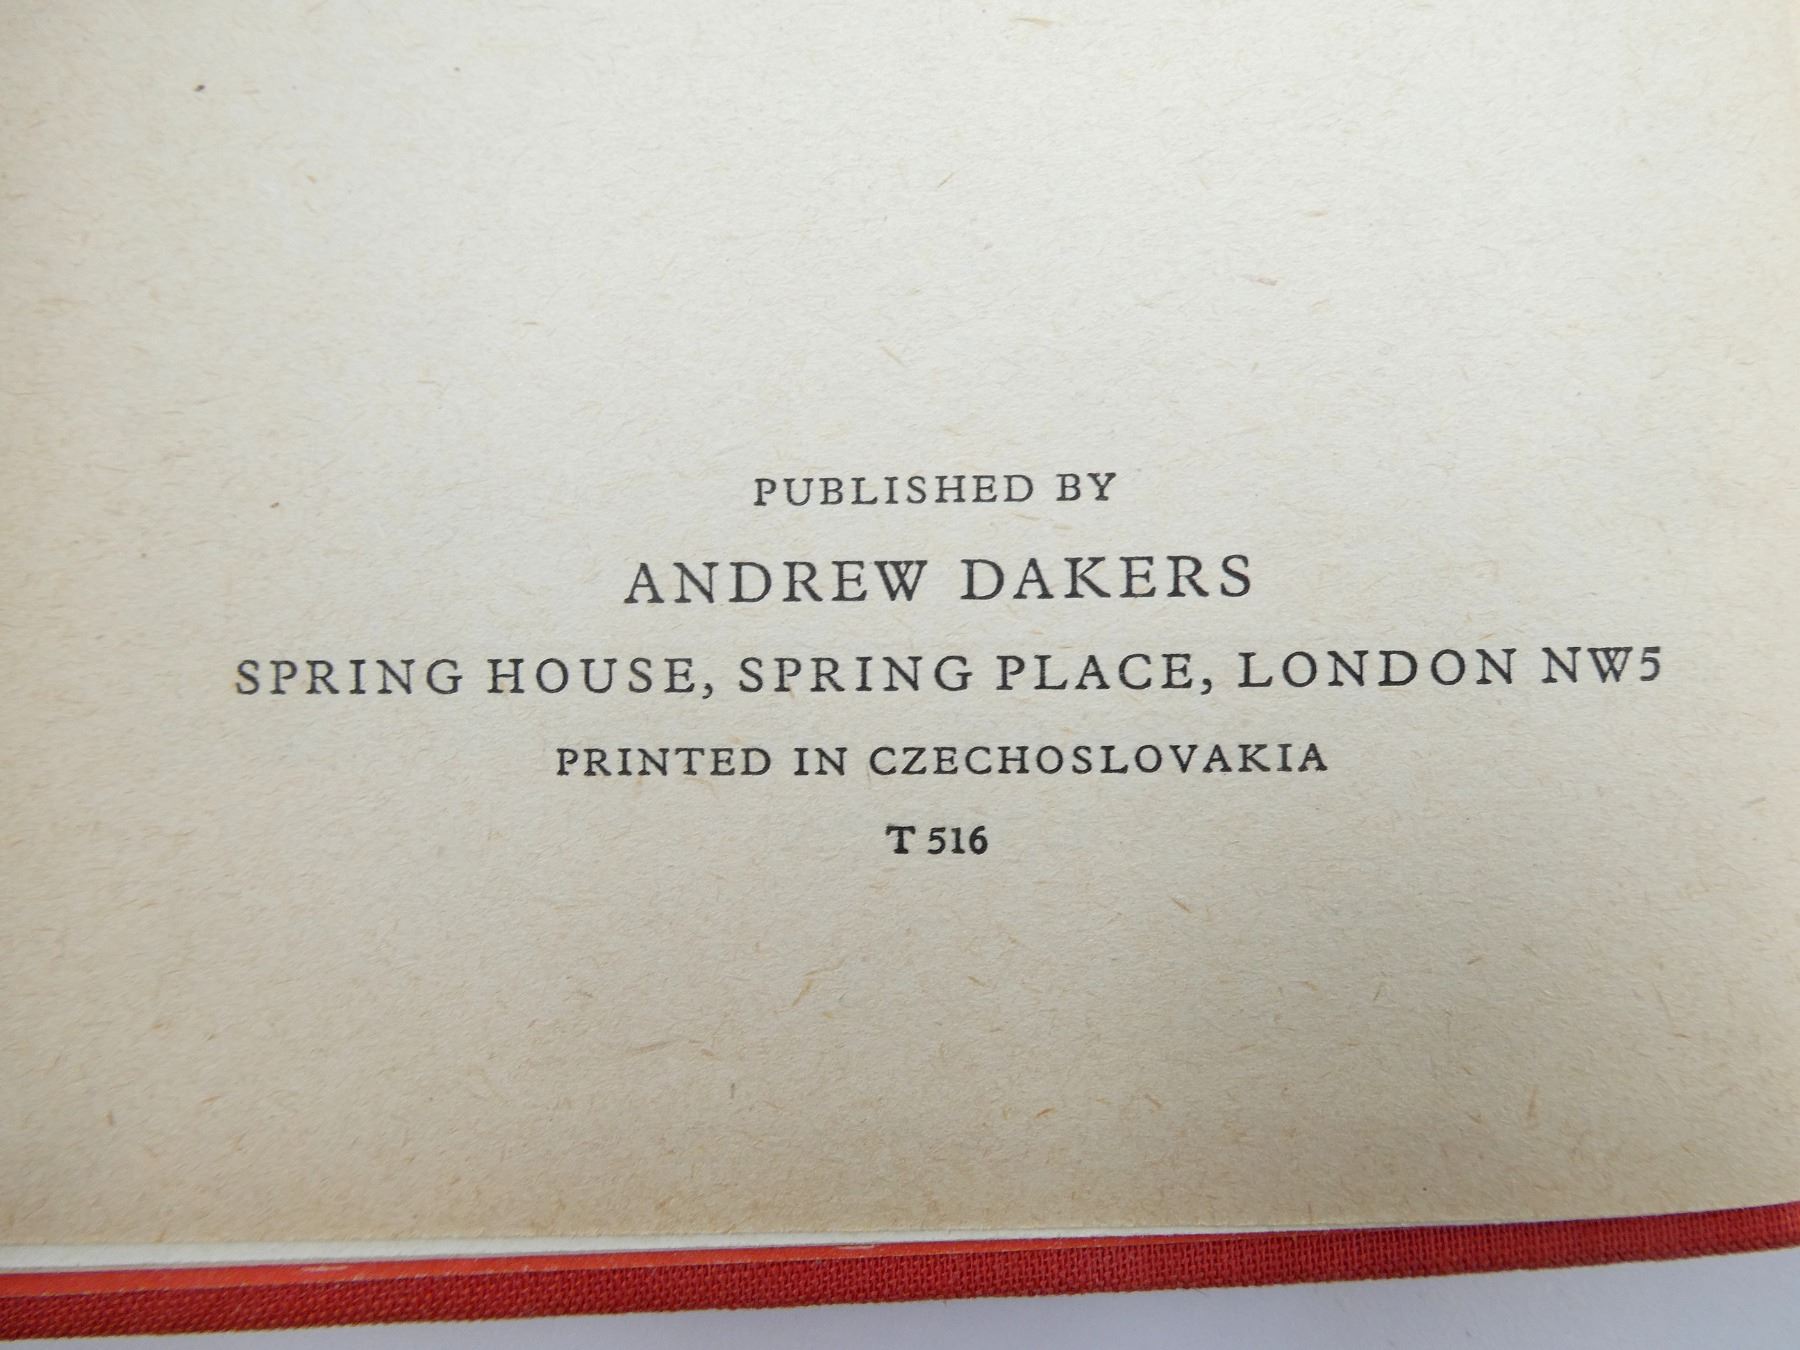 PUBLISHED BY
ANDREW DAKERS
SPRING HOUSE, SPRING PLACE, LONDON NW5
PRINTED IN CZECHOSLOVAKIA
T 516